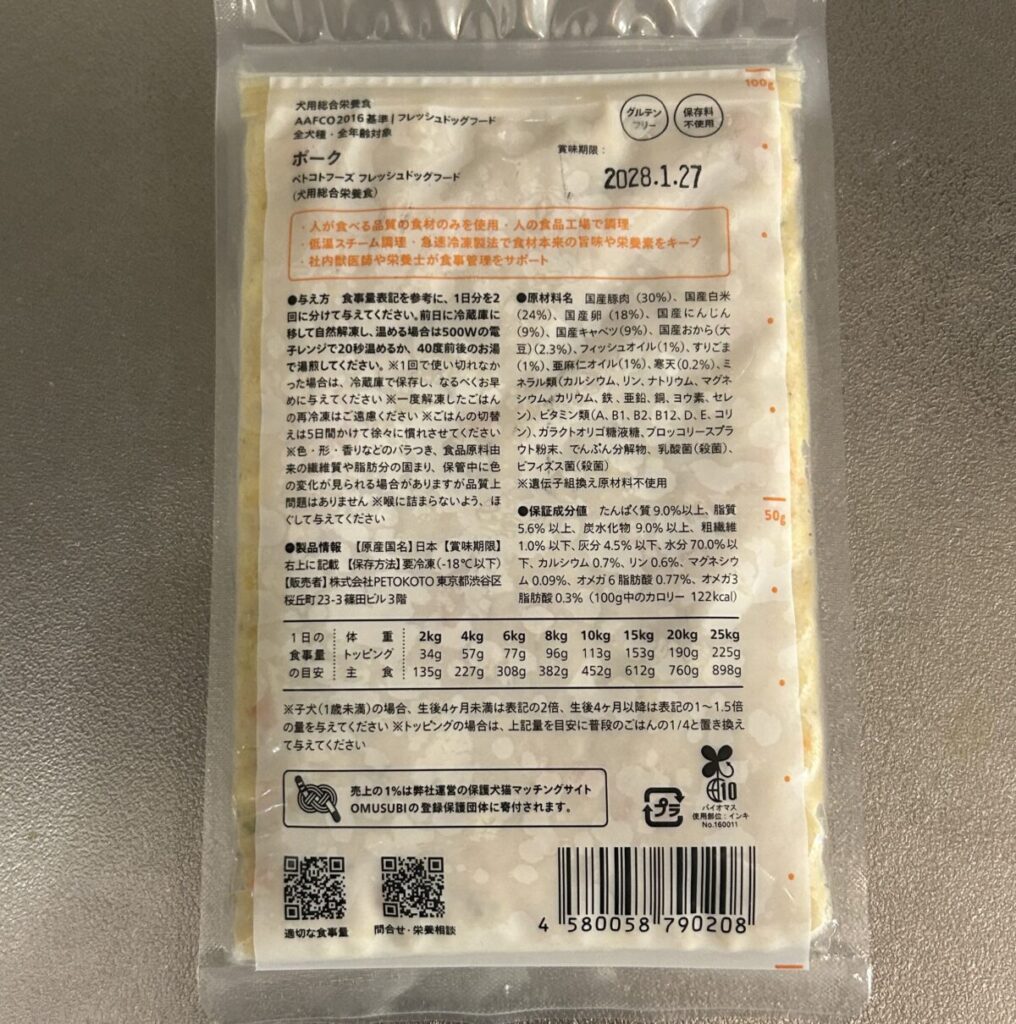 100g
犬用総合栄養食
AAFCO2016基準 | フレッシュドッグフード
全犬種・全年齢対象
グルテン
フリー
保存料
不使用
ポーク
ペトコトフーズ フレッシュドッグフード
(犬用総合栄養食)
賞味期限:
2028.1.27
・人が食べる品質の食材のみを使用・人の食品工場で調理
・低温スチーム調理・急速冷凍製法で食材本来の旨味や栄養素をキープ
・社内獣医師や栄養士が食事管理をサポート
●与え方 食事量表記を参考に、1日分を2
回に分けて与えてください。前日に冷蔵庫に
移して自然解凍し、温める場合は500Wの電
子レンジで20秒温めるか、40度前後のお湯
で湯煎してください。※1回で使い切れなか
った場合は、冷蔵庫で保存し、なるべくお早
めに与えてください ※一度解凍したごはん
の再冷凍はご遠慮ください ※ごはんの切替
えは5日間かけて徐々に慣れさせてください
※色・形・香りなどのバラつき、食品原料由
来の繊維質や脂肪分の固まり、保管中に色
の変化が見られる場合がありますが品質上
問題はありません ※喉に詰まらないよう、ほ
ぐして与えてください
●製品情報 【原産国名】日本 【賞味期限】
右上に記載 【保存方法】要冷凍(-18℃以下)
【販売者】株式会社PETOKOTO 東京都渋谷区
桜丘町23-3 篠田ビル3階
●原材料名 国産豚肉(30%)、国産白米
(24%)、国産卵(18%)、国産にんじん
(9%)、国産キャベツ(9%)、国産おから(大
豆)(2.3%)、フィッシュオイル(1%)、すりごま
(1%)、亜麻仁オイル(1%)、寒天(0.2%)、ミ
ネラル類(カルシウム、リン、ナトリウム、マグネ
シウム、カリウム、鉄、亜鉛、銅、ヨウ素、セレ
ン)、ビタミン類(A、B1、B2、B12、D、E、コリ
ン)、ガラクトオリゴ糖液糖、ブロッコリースプラ
ウト粉末、でんぷん分解物、乳酸菌(殺菌)、
ビフィズス菌(殺菌)
※遺伝子組換え原材料不使用
50g
●保証成分値 たんぱく質 9.0%以上、脂質
5.6%以上、炭水化物 9.0%以上、粗繊維
1.0%以下、灰分 4.5%以下、水分 70.0%以
下、カルシウム 0.7%、リン 0.6%、マグネシウ
ム 0.09%、オメガ6脂肪酸 0.77%、オメガ3
脂肪酸 0.3% (100g中のカロリー 122kcal)
1日の 体重 2kg 4kg 6kg 8kg 10kg 15kg 20kg 25kg
食事量 トッピング 34g 57g 77g 96g 113g 153g 190g 225g
の目安 主食 135g 227g 308g 382g 452g 612g 760g 898g
※子犬(1歳未満)の場合、生後4ヶ月未満は表記の2倍、生後4ヶ月以降は表記の1〜1.5倍
の量を与えてください ※トッピングの場合は、上記量を目安に普段のごはんの1/4と置き換え
て与えてください
売上の1%は弊社運営の保護犬猫マッチングサイト
OMUSUBIの登録保護団体に寄付されます。
プラ
10
バイオマス
使用部位:インキ
No.160011
適切な食事量
問合せ・栄養相談
4 580058 790208